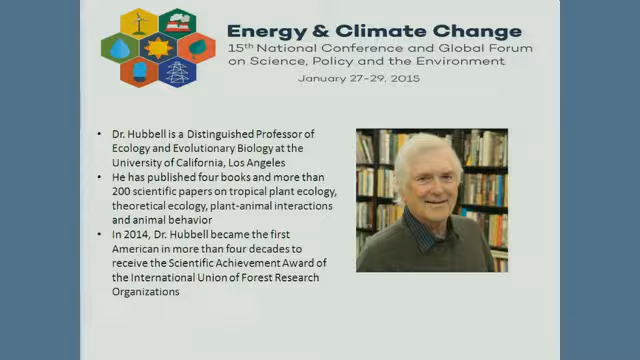 Energy & Climate Change
15th National Conference and Global Forum
on Science, Policy and the Environment
January 27-29, 2015
• Dr. Hubbell is a Distinguished Professor of
Ecology and Evolutionary Biology at the
University of California, Los Angeles
• He has published four books and more than
200 scientific papers on tropical plant ecology,
theoretical ecology, plant-animal interactions
and animal behavior
• In 2014, Dr. Hubbell became the first
American in more than four decades to
receive the Scientific Achievement Award of
the International Union of Forest Research
Organizations